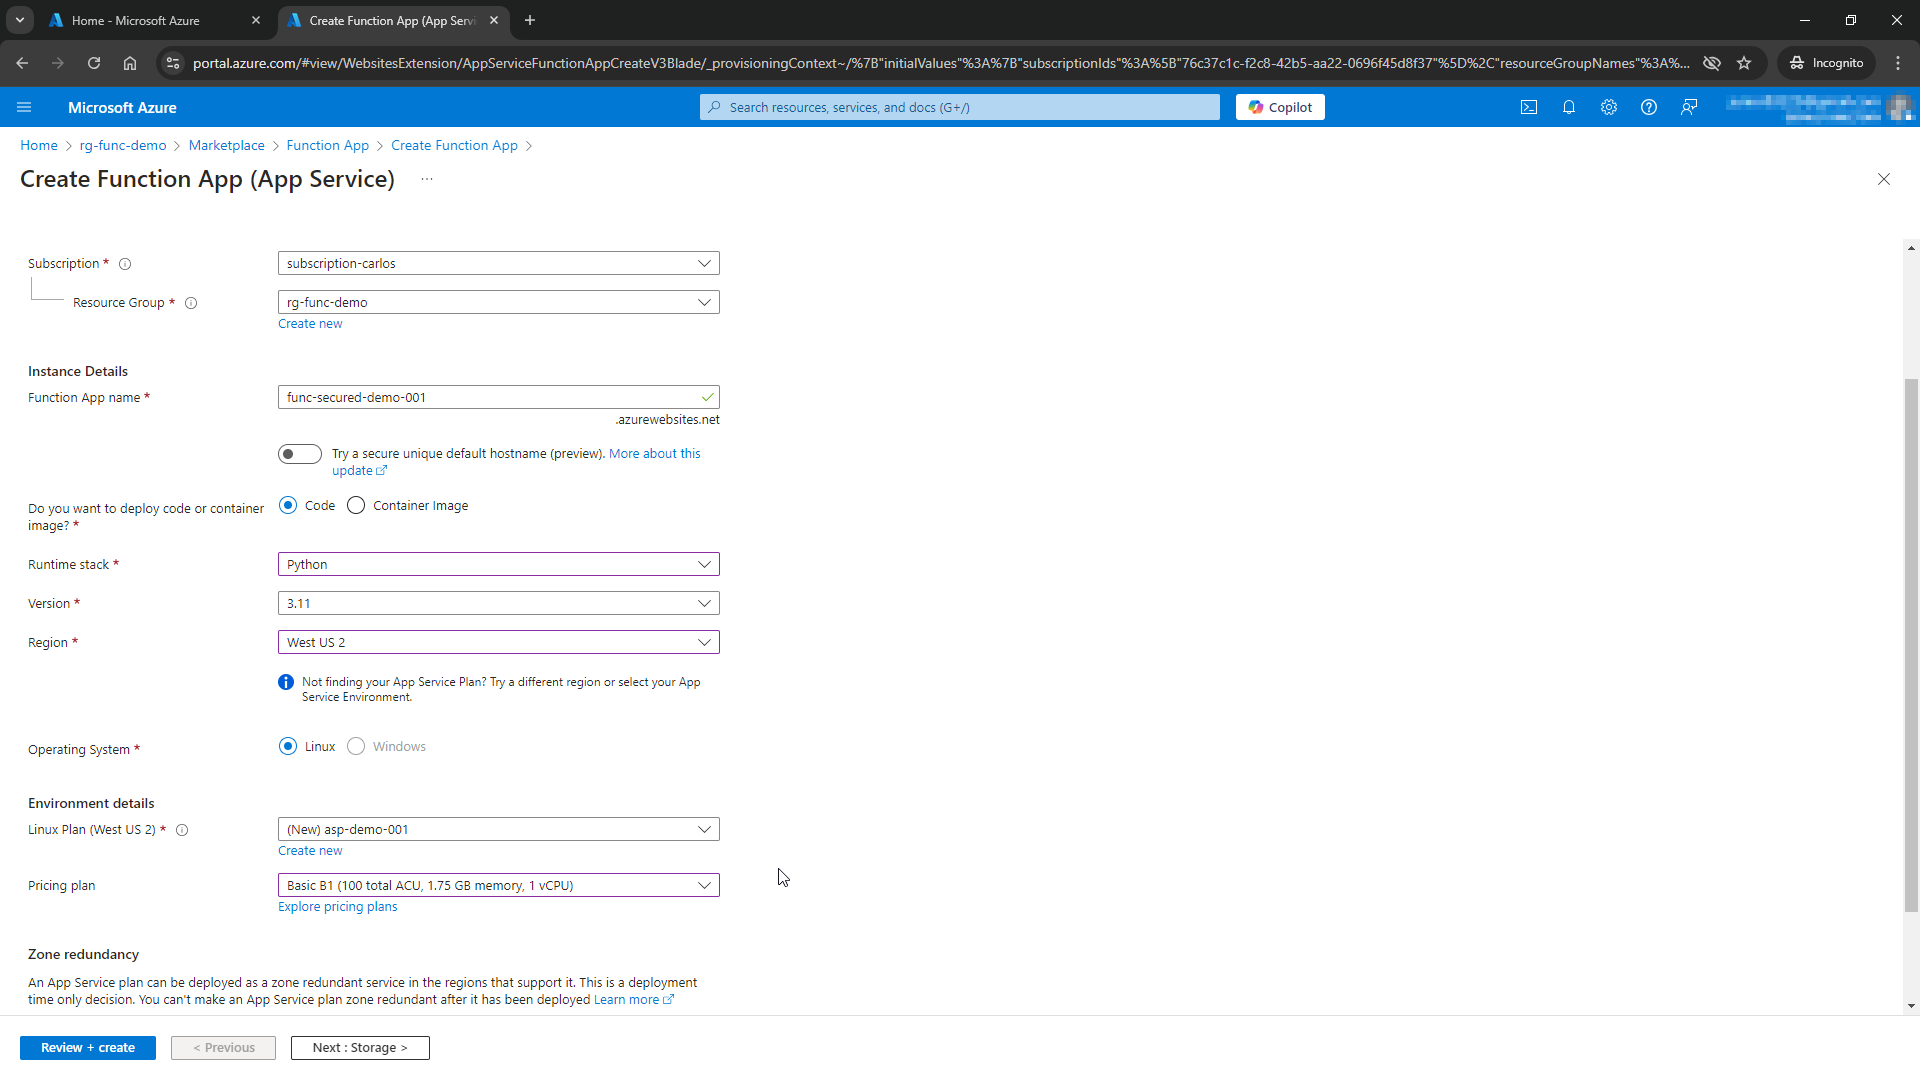 Home - Microsoft Azure
Create Function App (App Servi
portal.azure.com/#view/WebsitesExtension/AppServiceFunctionAppCreateV3Blade/_provisioningContext~/%7B"initialValues"%3A%7B"subscriptionIds"%3A%5B"76c37c1c-f2c8-42b5-aa22-0696f45d8f37"%5D%2C"resourceGroupNames"%3A%...
Incognito
Microsoft Azure
Search resources, services, and docs (G+/)
Copilot
Home > rg-func-demo > Marketplace > Function App > Create Function App >
Create Function App (App Service) ...
Subscription *
subscription-carlos
Resource Group *
rg-func-demo
Create new
Instance Details
Function App name *
func-secured-demo-001
.azurewebsites.net
Try a secure unique default hostname (preview). More about this
update
Do you want to deploy code or container
image? *
Code
Container Image
Runtime stack *
Python
Version *
3.11
Region *
West US 2
Not finding your App Service Plan? Try a different region or select your App
Service Environment.
Operating System *
Linux
Windows
Environment details
Linux Plan (West US 2) *
(New) asp-demo-001
Create new
Pricing plan
Basic B1 (100 total ACU, 1.75 GB memory, 1 vCPU)
Explore pricing plans
Zone redundancy
An App Service plan can be deployed as a zone redundant service in the regions that support it. This is a deployment
time only decision. You can't make an App Service plan zone redundant after it has been deployed Learn more
Review + create
< Previous
Next : Storage >